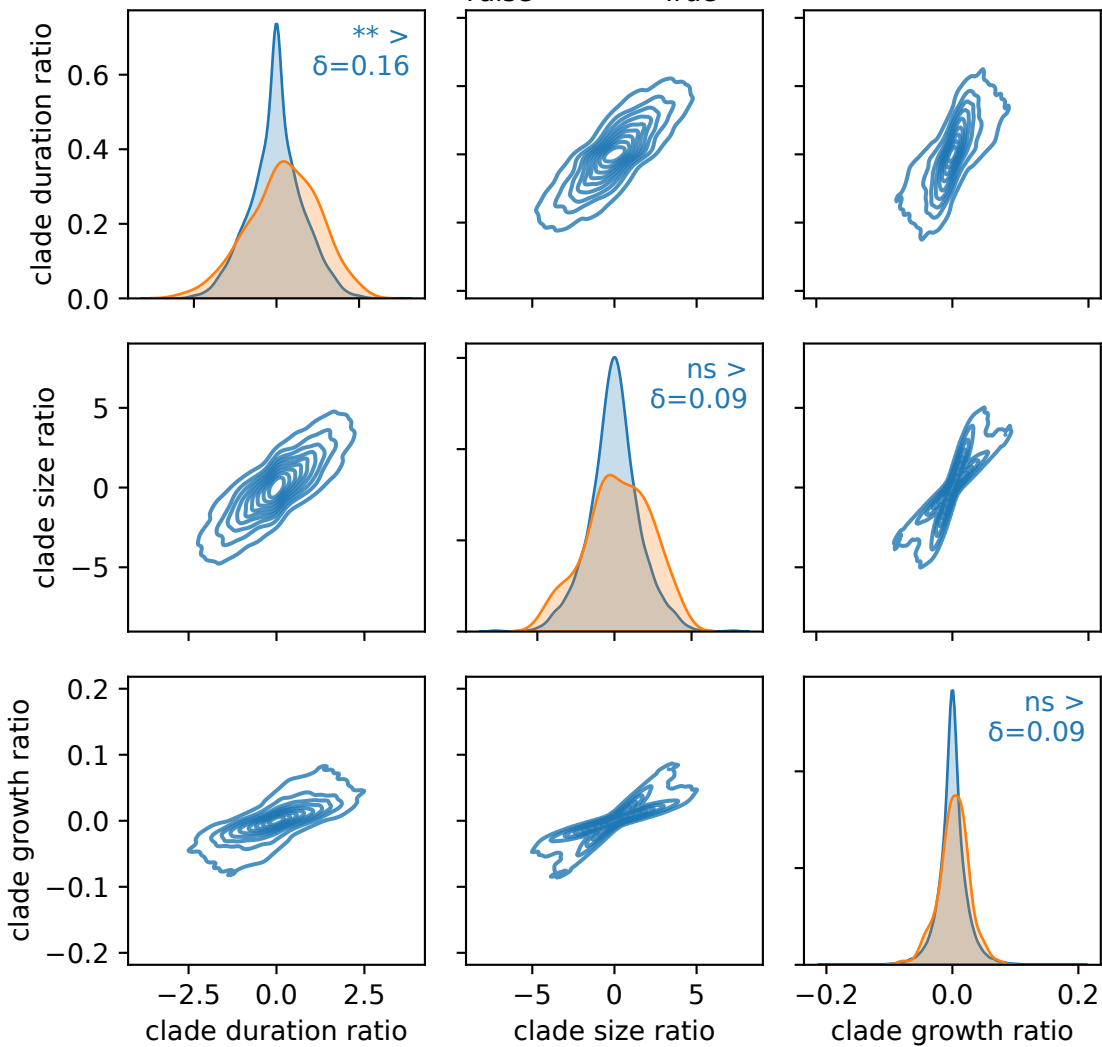 clade duration ratio
0.6
0.4
0.2
0.0
** >
δ=0.16
clade size ratio
5
0
−5
ns >
δ=0.09
clade growth ratio
0.2
0.1
0.0
−0.1
−0.2
ns >
δ=0.09
−2.5 0.0 2.5
−5 0 5
−0.2 0.0 0.2
clade duration ratio
clade size ratio
clade growth ratio